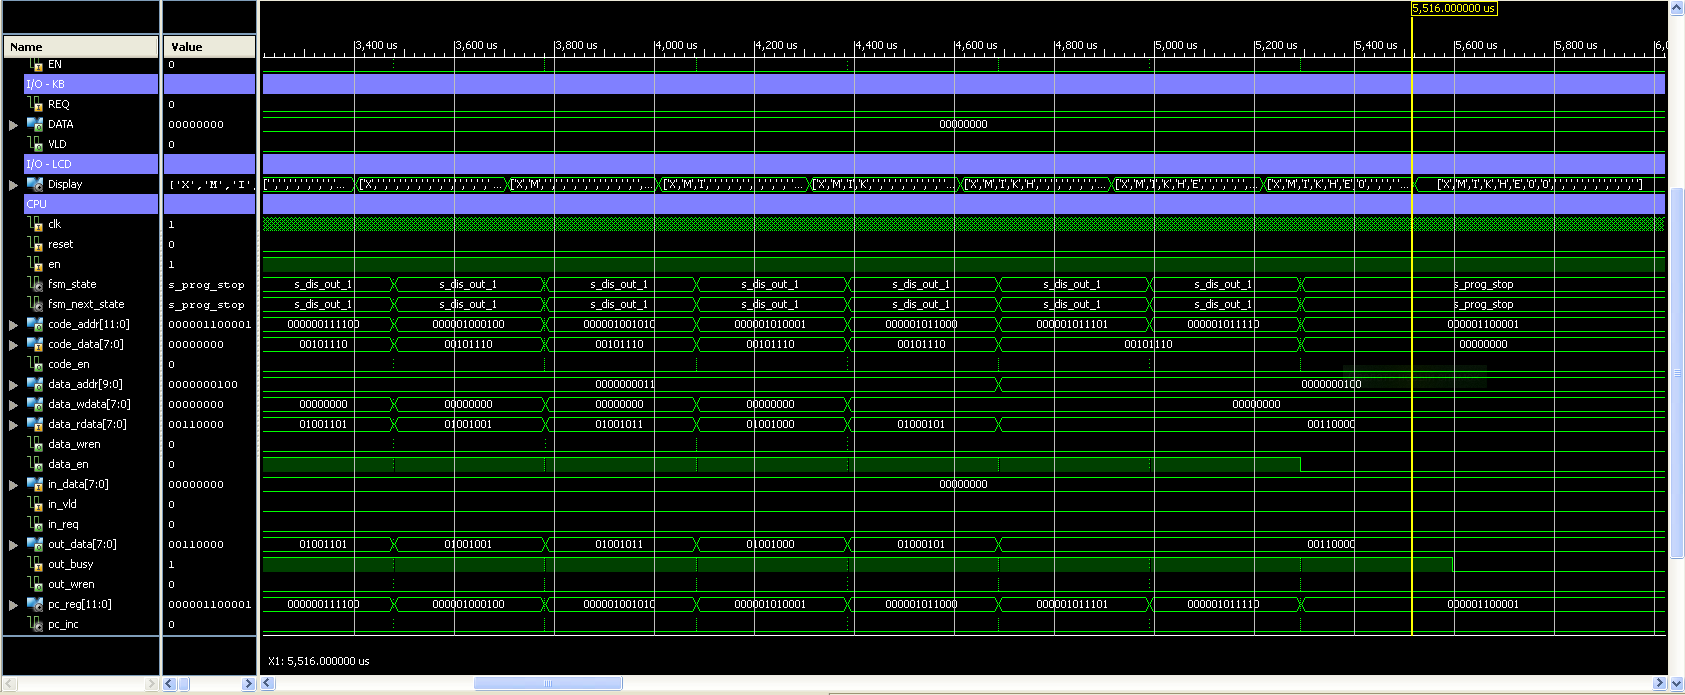 5,516.000000 us
Name Value 3,400 us 3,600 us 3,800 us 4,000 us 4,200 us 4,400 us 4,600 us 4,800 us 5,000 us 5,200 us 5,400 us 5,600 us 5,800 us
EN 0
I/O - KB
REQ 0
DATA 00000000 00000000
VLD 0
I/O - LCD
CPU
clk 1
reset 0
en 1
fsm_state s_prog_stop s_dis_out_1 s_dis_out_1 s_dis_out_1 s_dis_out_1 s_dis_out_1 s_dis_out_1 s_dis_out_1 s_prog_stop
fsm_next_state s_prog_stop s_dis_out_1 s_dis_out_1 s_dis_out_1 s_dis_out_1 s_dis_out_1 s_dis_out_1 s_dis_out_1 s_prog_stop
code_addr[11:0] 000001100001 000000111100 000001000100 000001001010 000001010001 000001011000 000001011101 000001011110 000001100001
code_data[7:0] 00000000 00101110 00101110 00101110 00101110 00101110 00101110 00000000
code_en 0
data_addr[9:0] 0000000100 0000000011 0000000100
data_wdata[7:0] 00000000 00000000 00000000 00000000 00000000 00000000
data_rdata[7:0] 00110000 01001101 01001001 01001011 01001000 01000101 00110000
data_wren 0
data_en 0
in_data[7:0] 00000000 00000000
in_vld 0
in_req 0
out_data[7:0] 00110000 01001101 01001001 01001011 01001000 01000101 00110000
out_busy 1
out_wren 0
pc_reg[11:0] 000001100001 000000111100 000001000100 000001001010 000001010001 000001011000 000001011101 000001011110 000001100001
pc_inc 0
X1: 5,516.000000 us